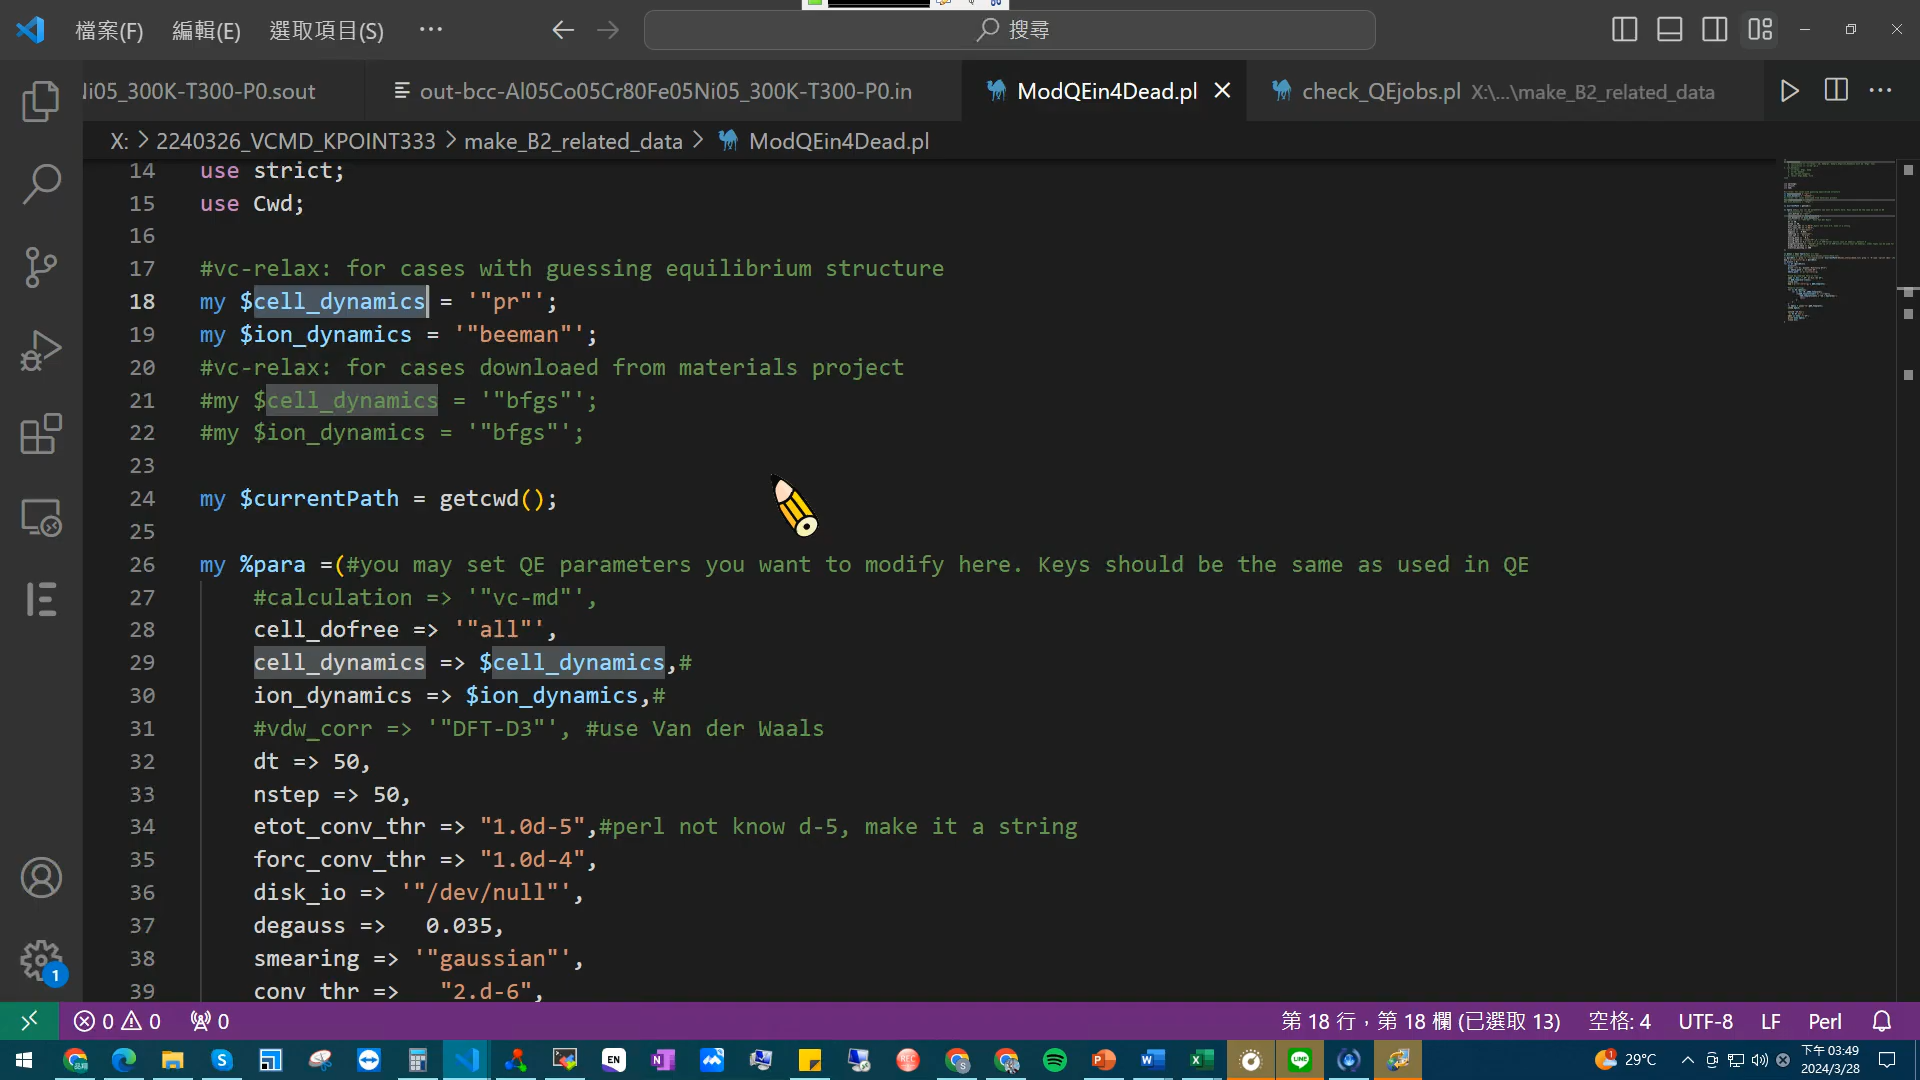 檔案(F) 編輯(E) 選取項目(S) ··· 搜尋
Ni05_300K-T300-P0.sout out-bcc-Al05Co05Cr80Fe05Ni05_300K-T300-P0.in ModQEin4Dead.pl check_QEjobs.pl X:\...\make_B2_related_data
X: > 2240326_VCMD_KPOINT333 > make_B2_related_data > ModQEin4Dead.pl
14 use strict;
15 use Cwd;
16
17 #vc-relax: for cases with guessing equilibrium structure
18 my $cell_dynamics = '"pr"';
19 my $ion_dynamics = '"beeman"';
20 #vc-relax: for cases downloaed from materials project
21 #my $cell_dynamics = '"bfgs"';
22 #my $ion_dynamics = '"bfgs"';
23
24 my $currentPath = getcwd();
25
26 my %para =(#you may set QE parameters you want to modify here. Keys should be the same as used in QE
27 #calculation => '"vc-md"',
28 cell_dofree => '"all"',
29 cell_dynamics => $cell_dynamics,#
30 ion_dynamics => $ion_dynamics,#
31 #vdw_corr => '"DFT-D3"', #use Van der Waals
32 dt => 50,
33 nstep => 50,
34 etot_conv_thr => "1.0d-5",#perl not know d-5, make it a string
35 forc_conv_thr => "1.0d-4",
36 disk_io => '"/dev/null"',
37 degauss => 0.035,
38 smearing => '"gaussian"',
39 conv_thr => "2.d-6",
1
0 0 0 第 18 行，第 18 欄 (已選取 13) 空格: 4 UTF-8 LF Perl
EN 29°C 下午 03:49
2024/3/28